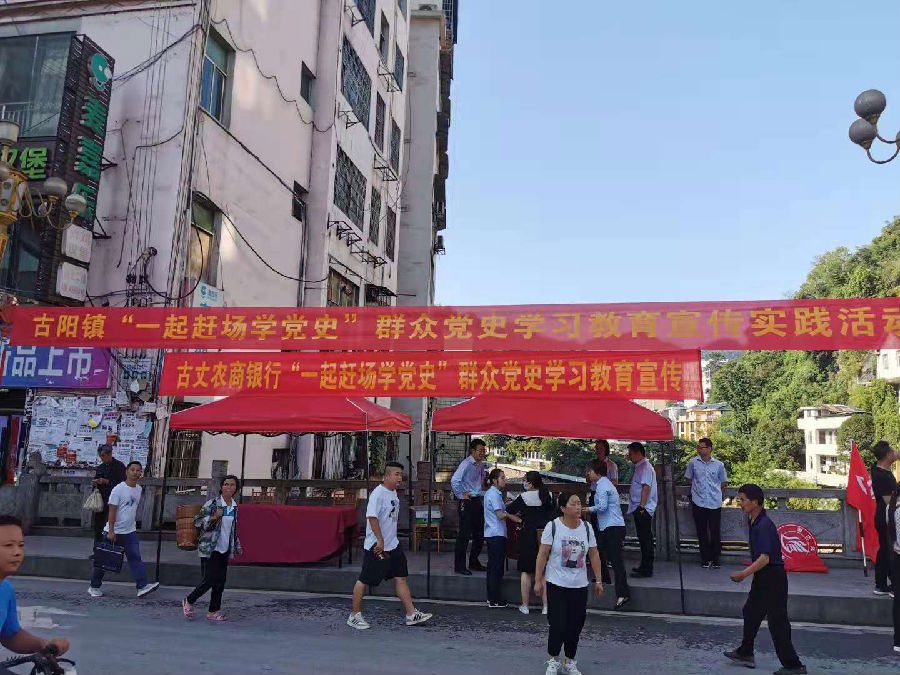 堡
古阳镇“一起赶场学党史”群众党史学习教育宣传实践活动
品上市
古丈农商银行“一起赶场学党史”群众党史学习教育宣传